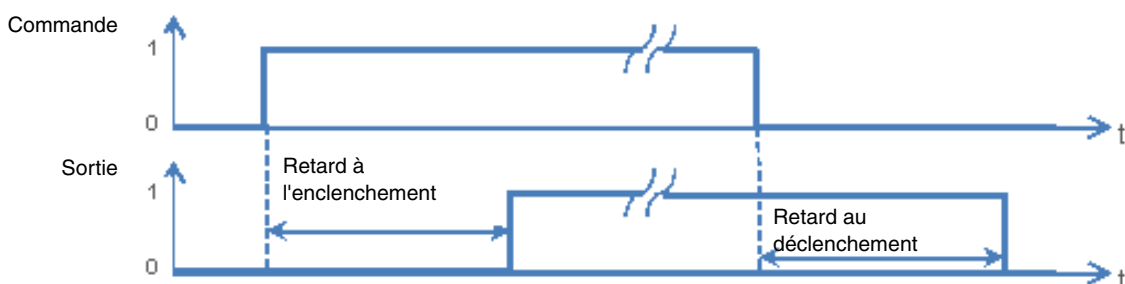 Commande
1
0
t
Sortie
1
0
Retard à
l'enclenchement
Retard au
déclenchement
t